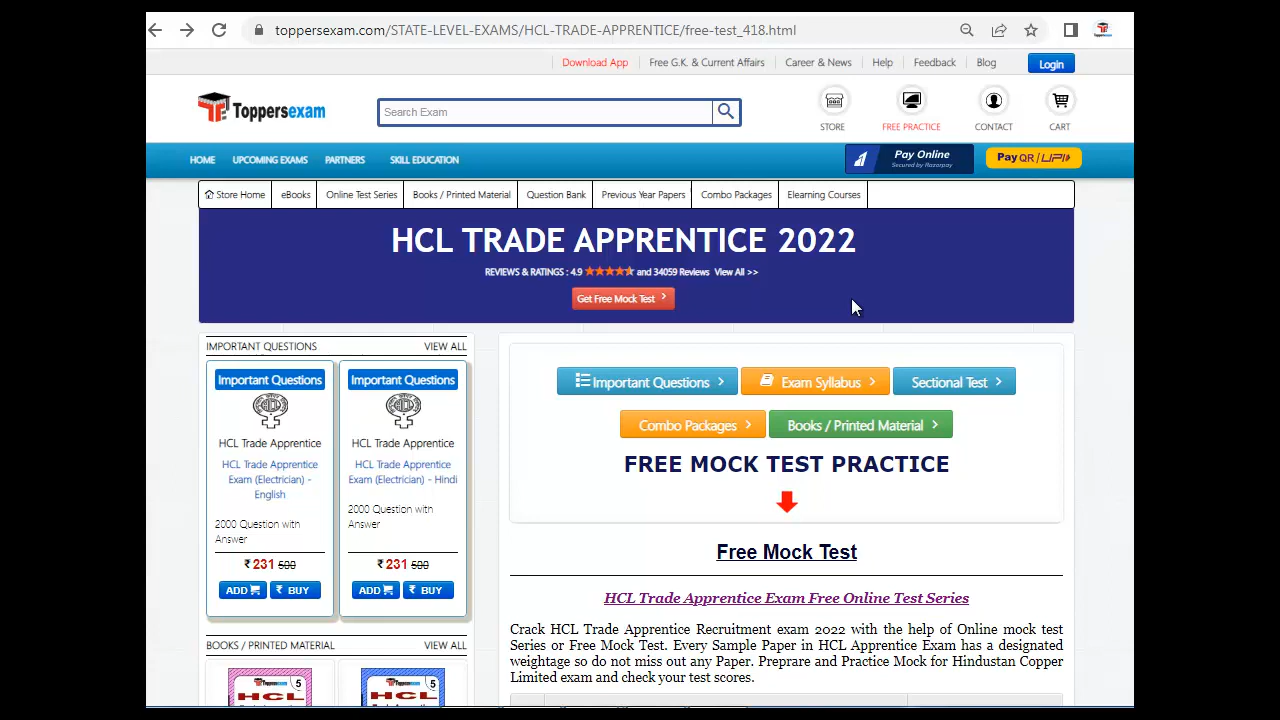 toppersexam.com/STATE-LEVEL-EXAMS/HCL-TRADE-APPRENTICE/free-test_418.html
Download App
Free G.K. & Current Affairs
Career & News
Help
Feedback
Blog
Login
Toppersexam
Search Exam
STORE
FREE PRACTICE
CONTACT
CART
HOME
UPCOMING EXAMS
PARTNERS
SKILL EDUCATION
Pay Online
Secured by Razorpay
Pay QR / UPI
Store Home
eBooks
Online Test Series
Books / Printed Material
Question Bank
Previous Year Papers
Combo Packages
Elearning Courses
HCL TRADE APPRENTICE 2022
REVIEWS & RATINGS : 4.9 ★★★★★ and 34059 Reviews View All >>
Get Free Mock Test
IMPORTANT QUESTIONS
VIEW ALL
Important Questions
HCL Trade Apprentice
HCL Trade Apprentice
Exam (Electrician) -
English
2000 Question with
Answer
₹ 231 500
ADD
₹ BUY
Important Questions
HCL Trade Apprentice
HCL Trade Apprentice
Exam (Electrician) - Hindi
2000 Question with
Answer
₹ 231 500
ADD
₹ BUY
BOOKS / PRINTED MATERIAL
VIEW ALL
Toppersexam 5
HCL
Toppersexam 5
HCL
Important Questions
Exam Syllabus
Sectional Test
Combo Packages
Books / Printed Material
FREE MOCK TEST PRACTICE
Free Mock Test
HCL Trade Apprentice Exam Free Online Test Series
Crack HCL Trade Apprentice Recruitment exam 2022 with the help of Online mock test
Series or Free Mock Test. Every Sample Paper in HCL Apprentice Exam has a designated
weightage so do not miss out any Paper. Preprare and Practice Mock for Hindustan Copper
Limited exam and check your test scores.